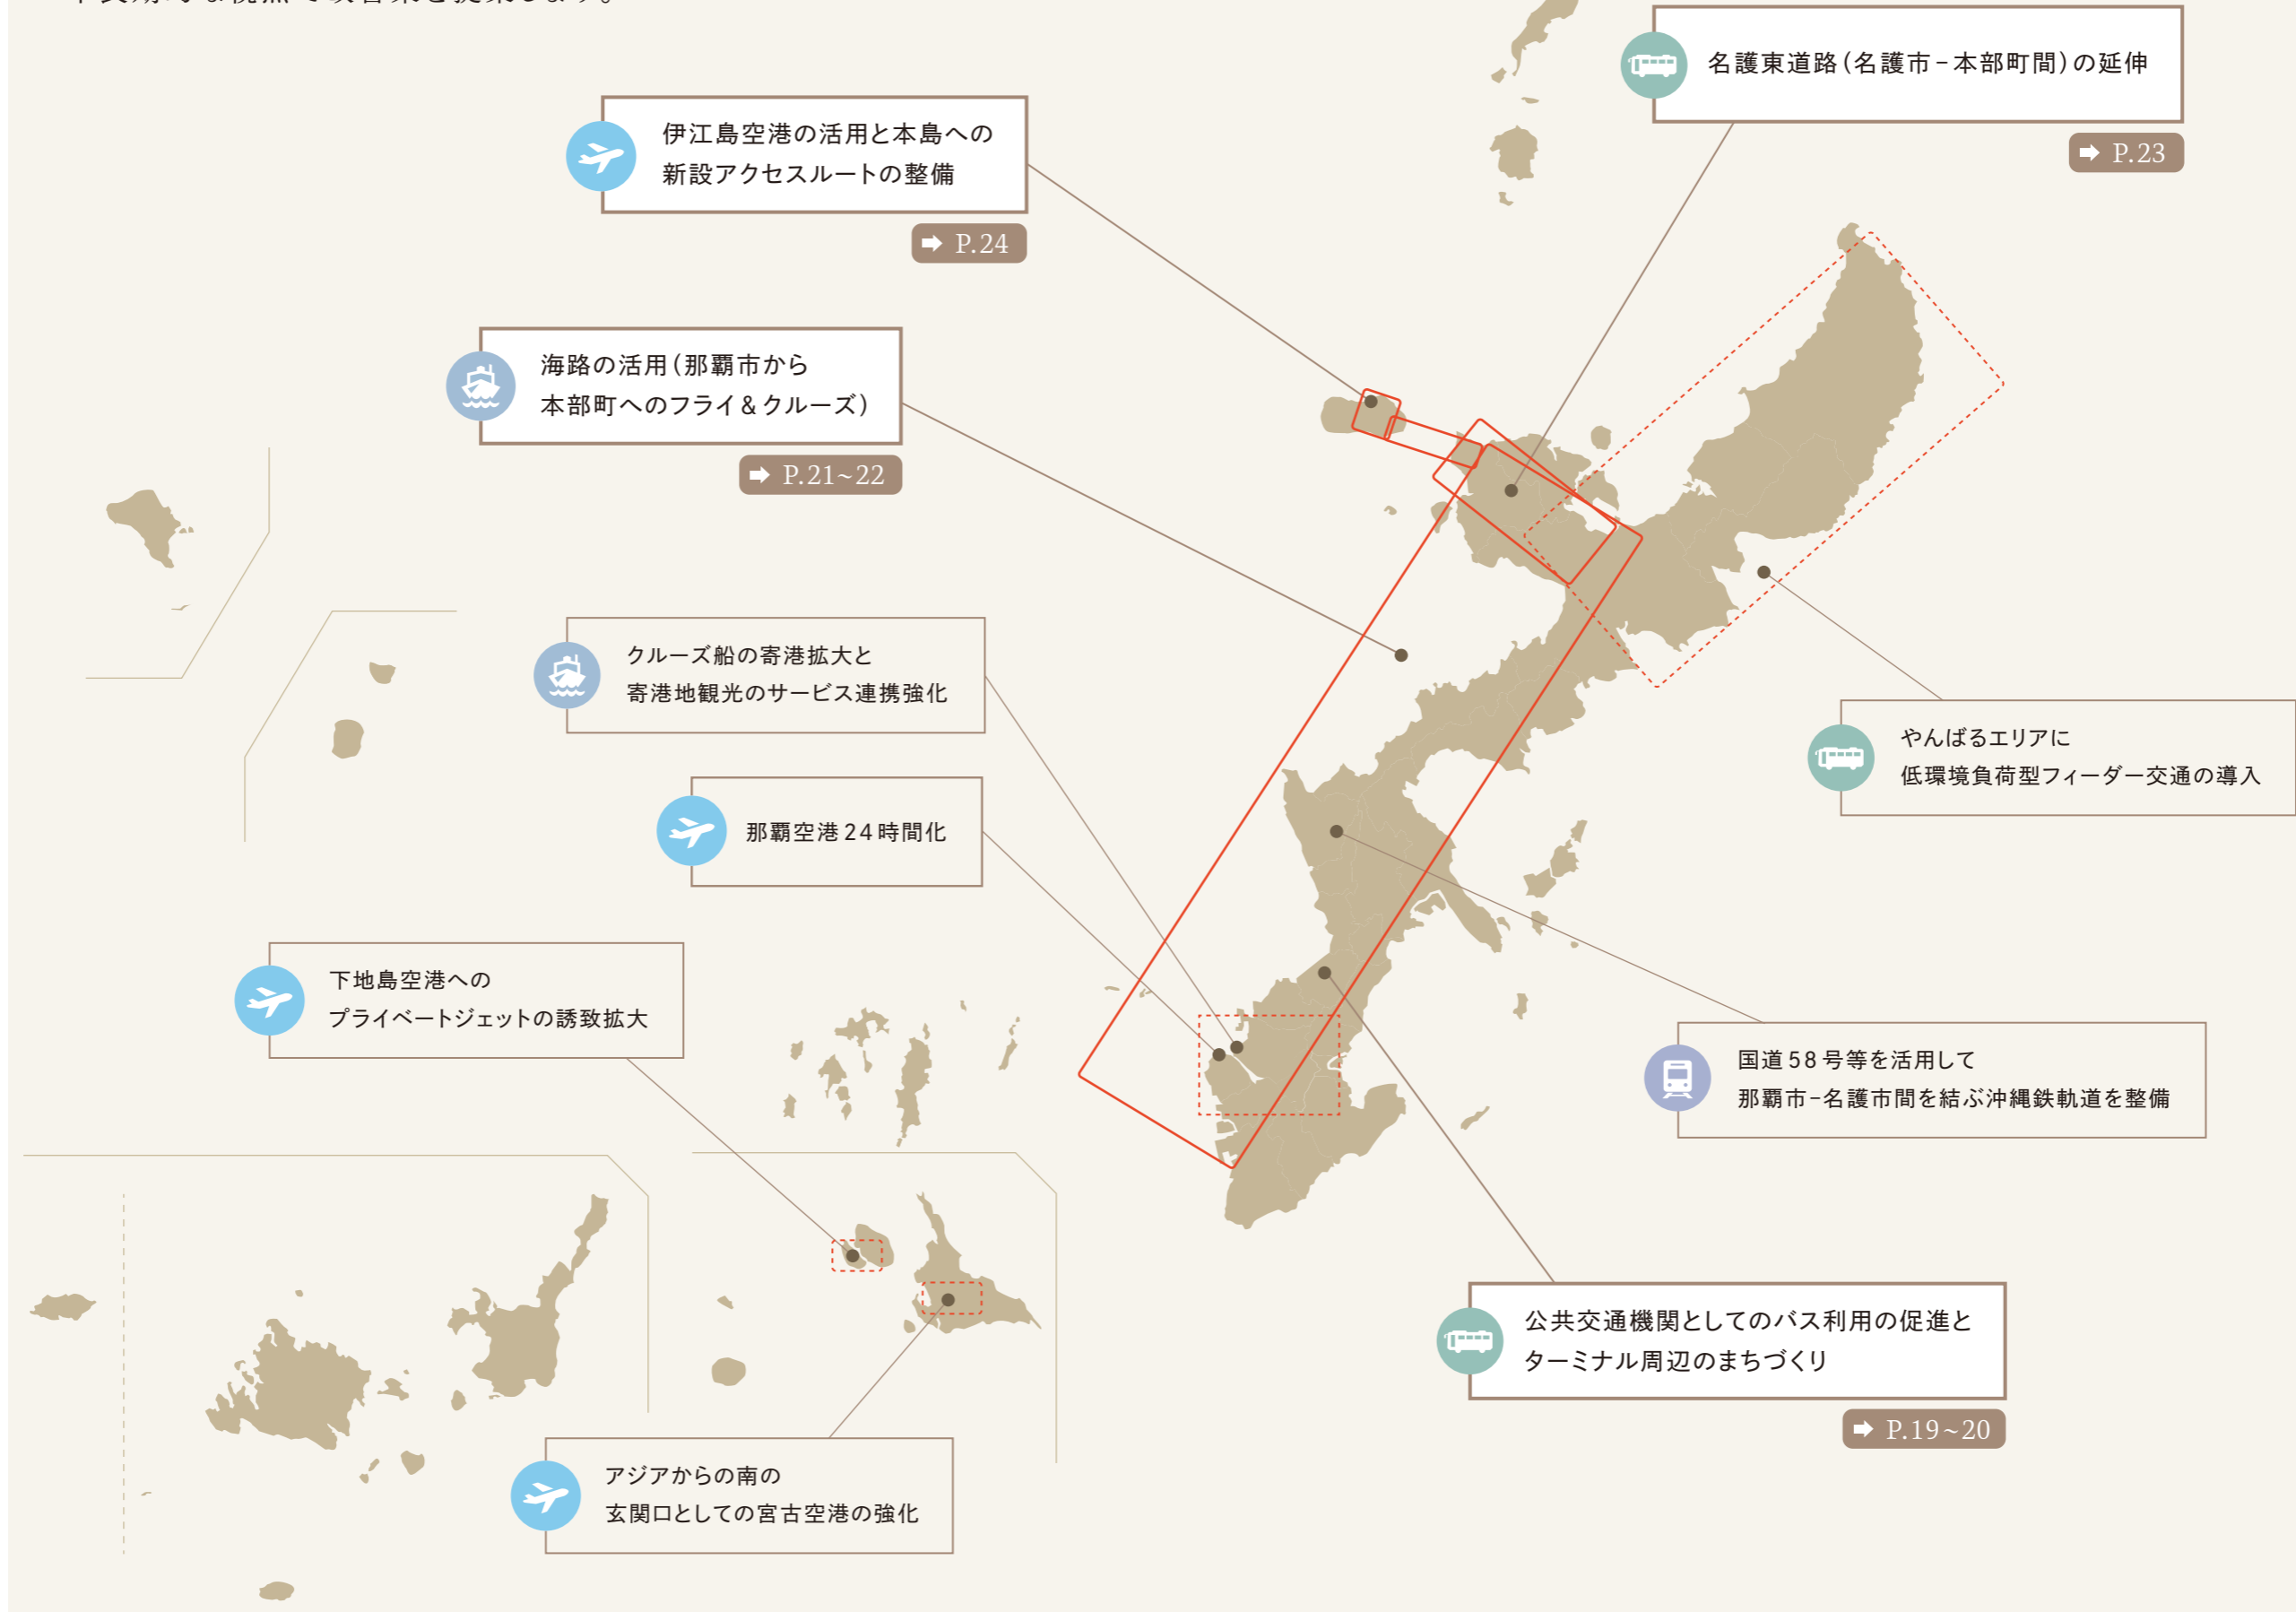 名護東道路(名護市-本部町間)の延伸
P.23
伊江島空港の活用と本島への
新設アクセスルートの整備
P.24
海路の活用(那覇市から
本部町へのフライ&クルーズ)
P.21~22
クルーズ船の寄港拡大と
寄港地観光のサービス連携強化
やんばるエリアに
低環境負荷型フィーダー交通の導入
那覇空港24時間化
下地島空港への
プライベートジェットの誘致拡大
国道58号等を活用して
那覇市-名護市間を結ぶ沖縄鉄軌道を整備
公共交通機関としてのバス利用の促進と
ターミナル周辺のまちづくり
P.19~20
アジアからの南の
玄関口としての宮古空港の強化